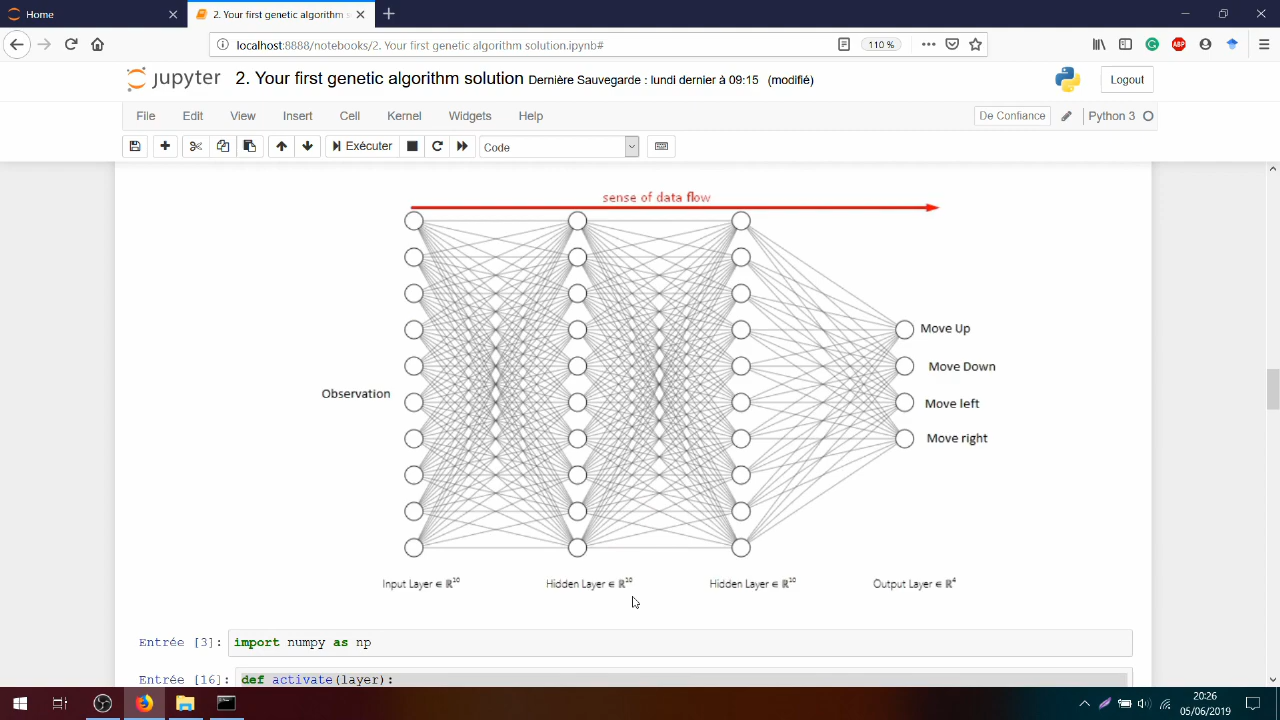 Home
2. Your first genetic algorithm s
localhost:8888/notebooks/2. Your first genetic algorithm solution.ipynb#
110 %
ABP
jupyter
2. Your first genetic algorithm solution Dernière Sauvegarde : lundi dernier à 09:15 (modifié)
Logout
File Edit View Insert Cell Kernel Widgets Help
De Confiance
Python 3
Exécuter
Code
sense of data flow
Move Up
Move Down
Observation
Move left
Move right
Input Layer ∈ ℝ¹⁰ Hidden Layer ∈ ℝ¹⁰ Hidden Layer ∈ ℝ¹⁰ Output Layer ∈ ℝ⁴
Entrée [3]: import numpy as np
Entrée [16]: def activate(layer):
20:26
05/06/2019